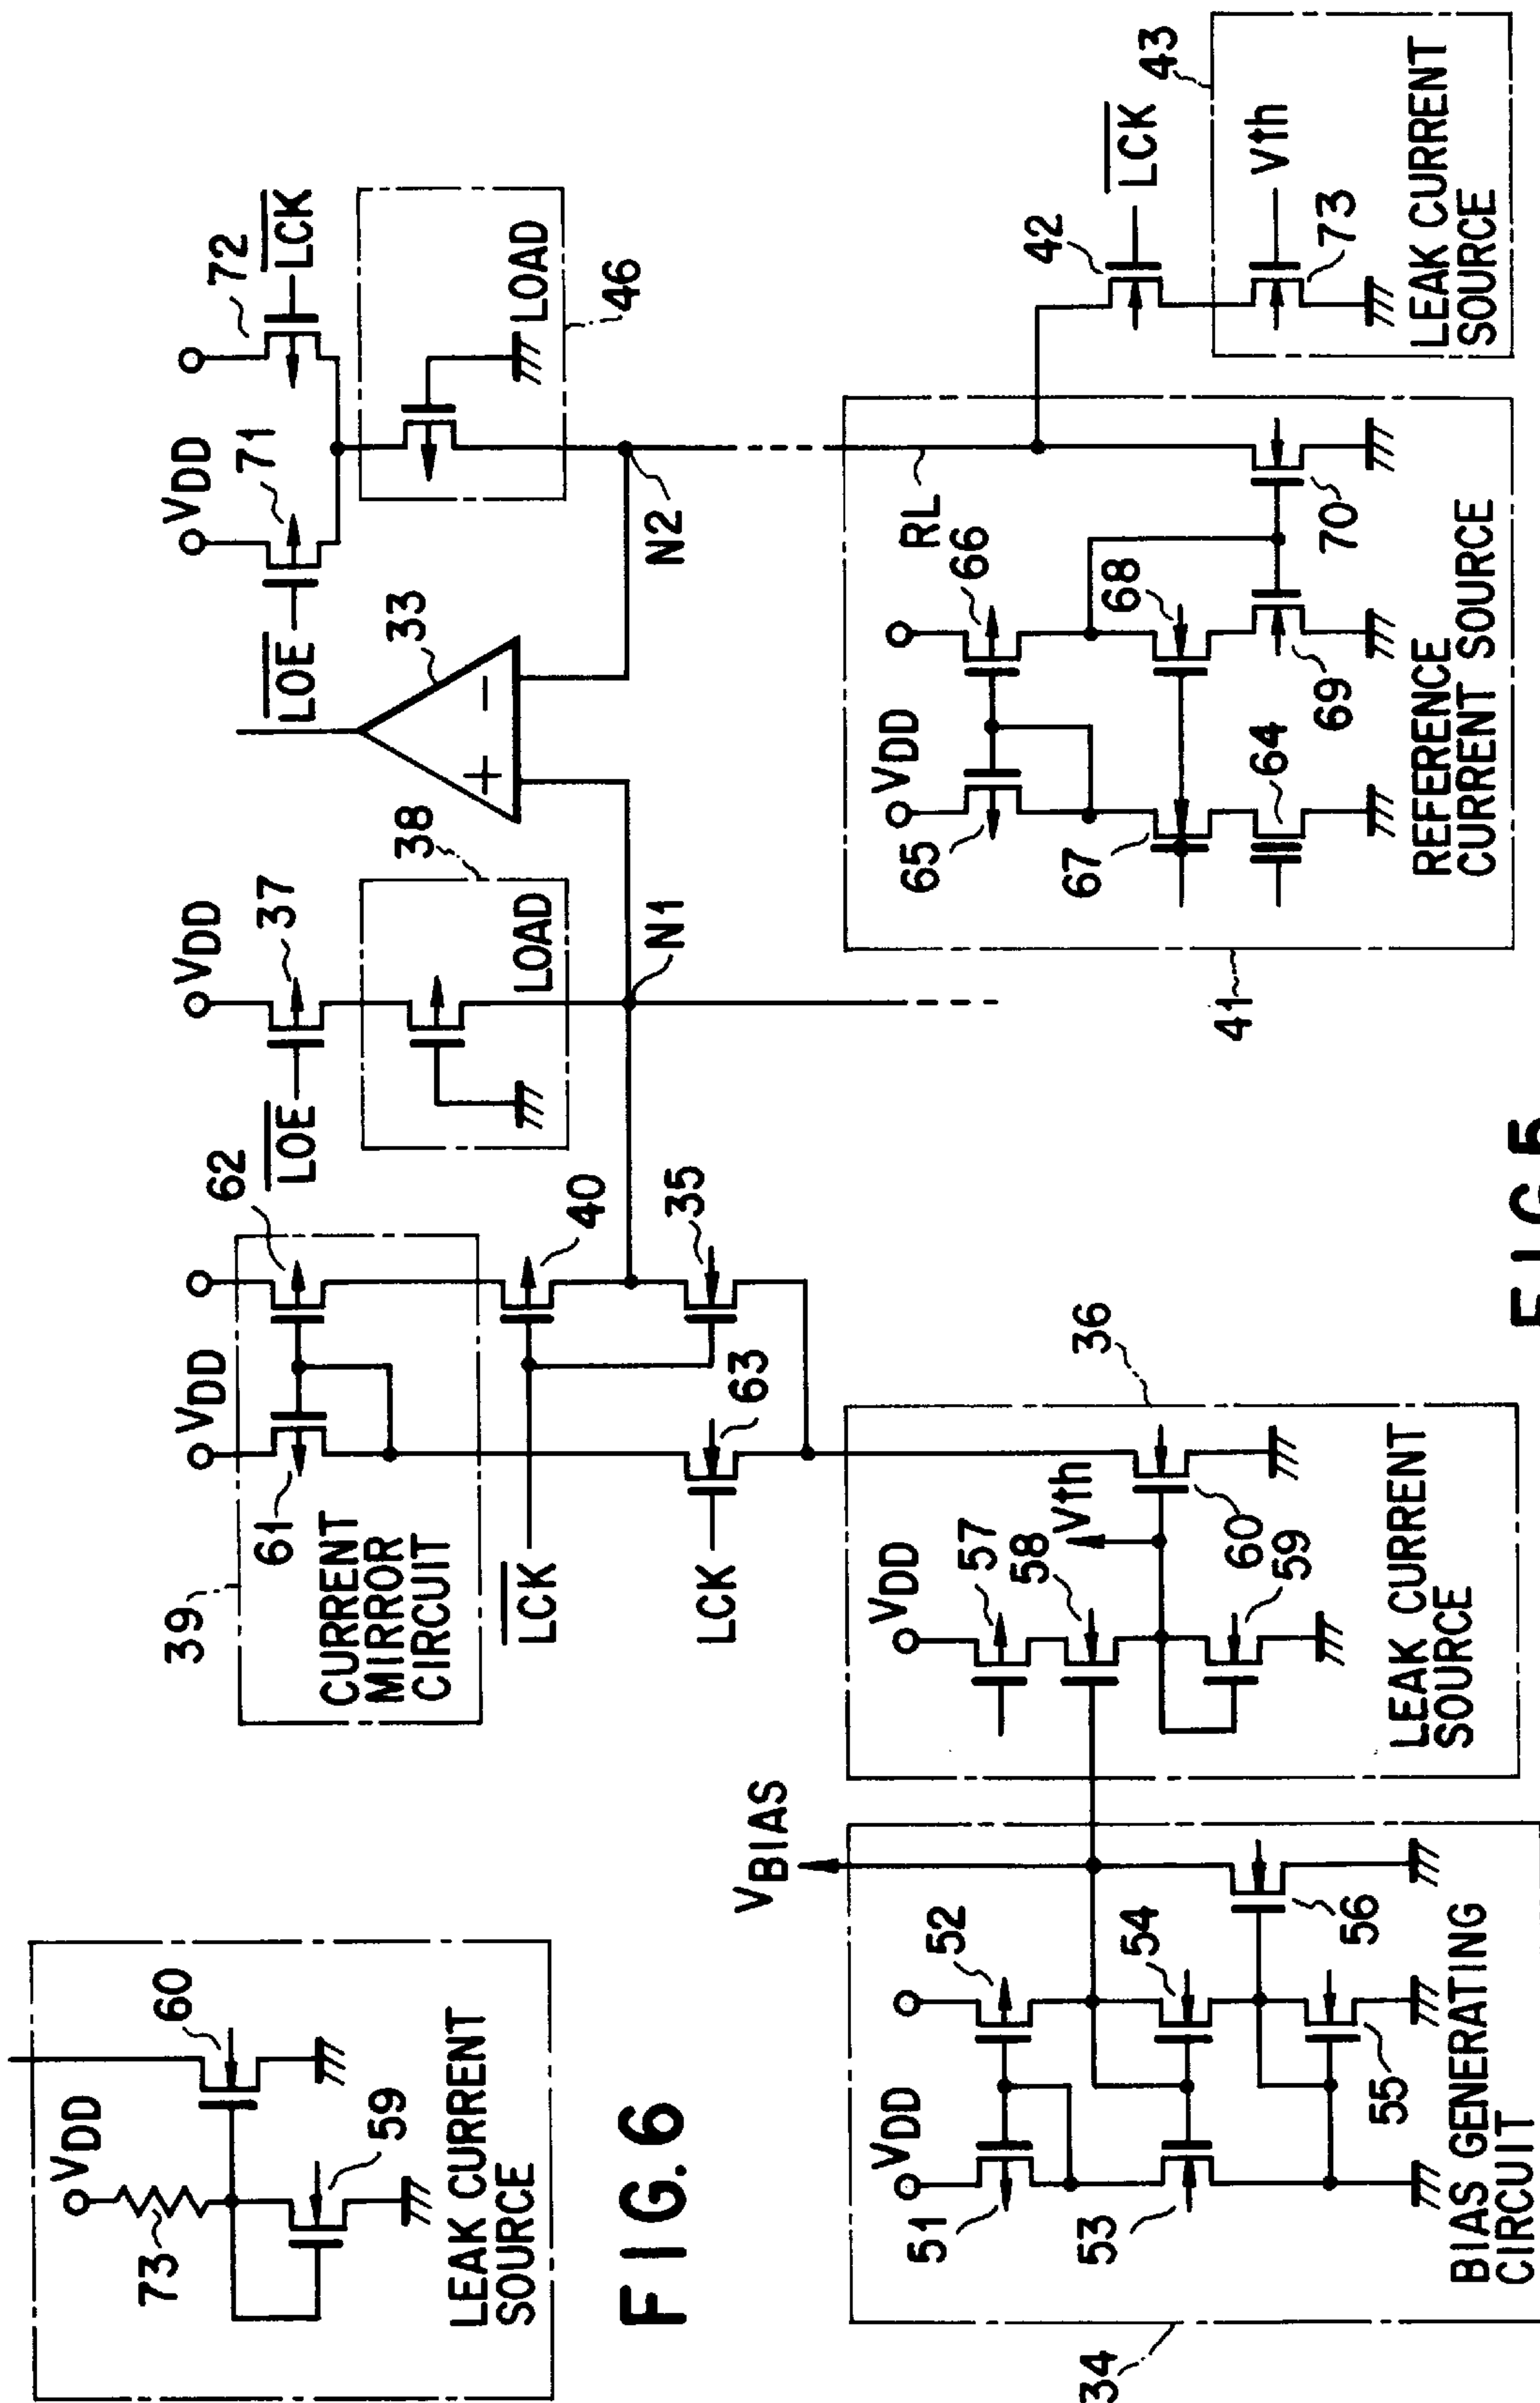 VDD
73
60
59
LEAK CURRENT
SOURCE
FIG. 6
39
CURRENT
MIRROR
CIRCUIT
61
VDD
62
LCK
LCK
63
40
35
LOE
VDD
37
38
LOAD
N1
33
+
−
LOE
VDD
71
72
LCK
LOAD
46
N2
34
BIAS GENERATING
CIRCUIT
VDD
51
52
53
54
55
56
VBIAS
36
LEAK CURRENT
SOURCE
VDD
57
58
Vth
60
59
41
REFERENCE
CURRENT SOURCE
VDD
65
66
RL
67
68
64
69
70
42
LCK
43
Vth
73
LEAK CURRENT
SOURCE
FIG. 5